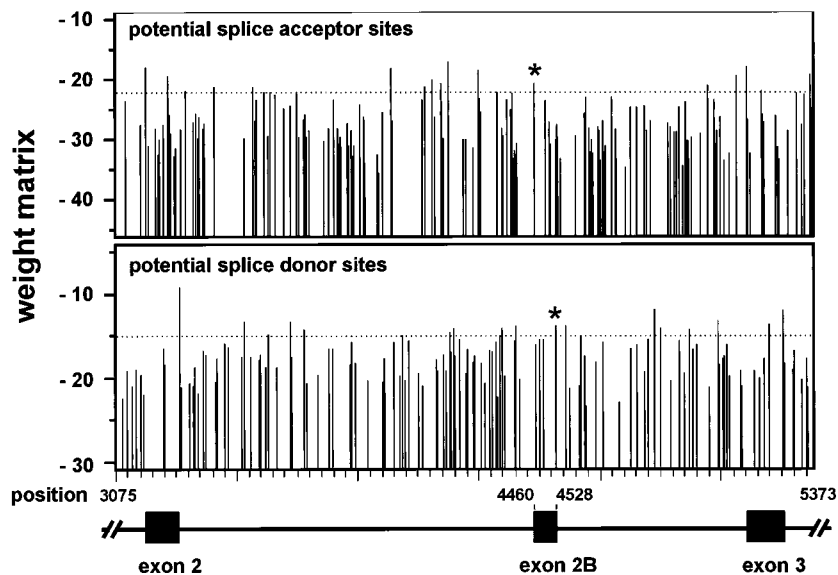 weight matrix
- 10
- 20
- 30
- 40
potential splice acceptor sites
*
- 10
- 20
- 30
potential splice donor sites
*
position 3075 4460 4528 5373
exon 2 exon 2B exon 3